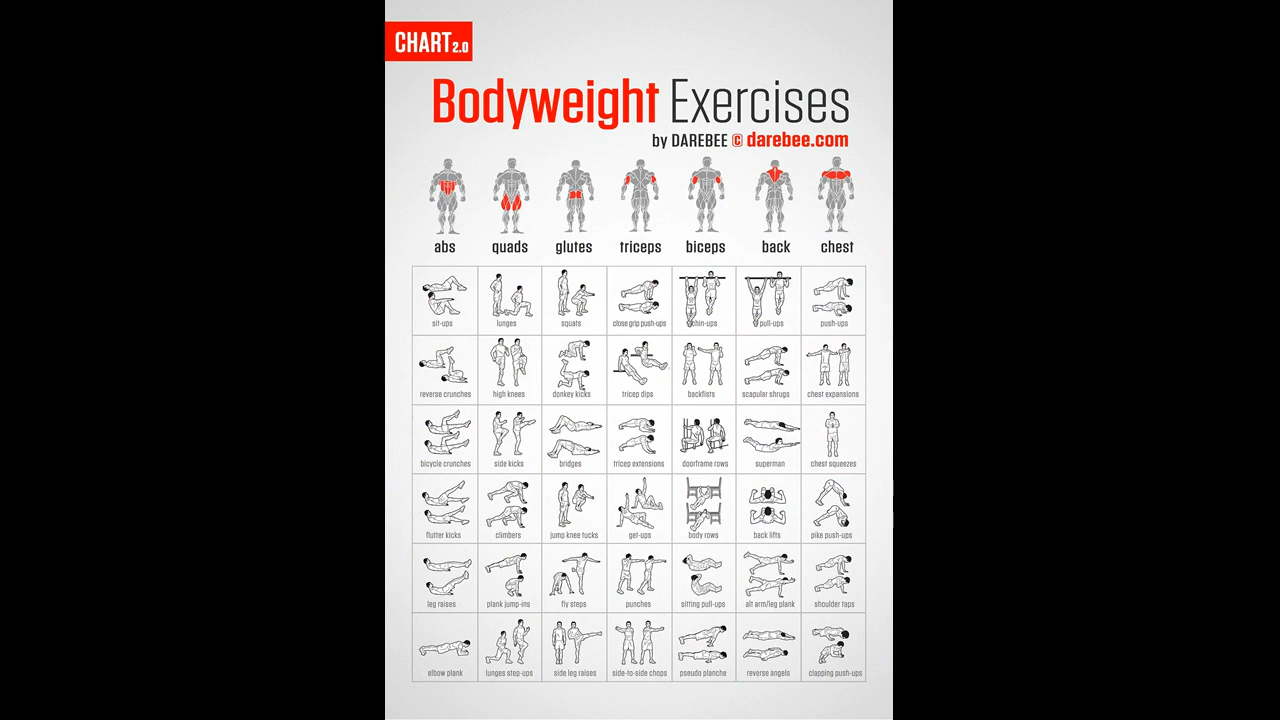 CHART 2.0
Bodyweight Exercises
by DAREBEE © darebee.com
abs quads glutes triceps biceps back chest
sit-ups lunges squats close grip push-ups chin-ups pull-ups push-ups
reverse crunches high knees donkey kicks tricep dips backfists scapular shrugs chest expansions
bicycle crunches side kicks bridges tricep extensions doorframe rows superman chest squeezes
flutter kicks climbers jump knee tucks get-ups body rows back lifts pike push-ups
leg raises plank jump-ins fly steps punches sitting pull-ups alt arm/leg plank shoulder taps
elbow plank lunges step-ups side leg raises side-to-side chops pseudo planche reverse angels clapping push-ups